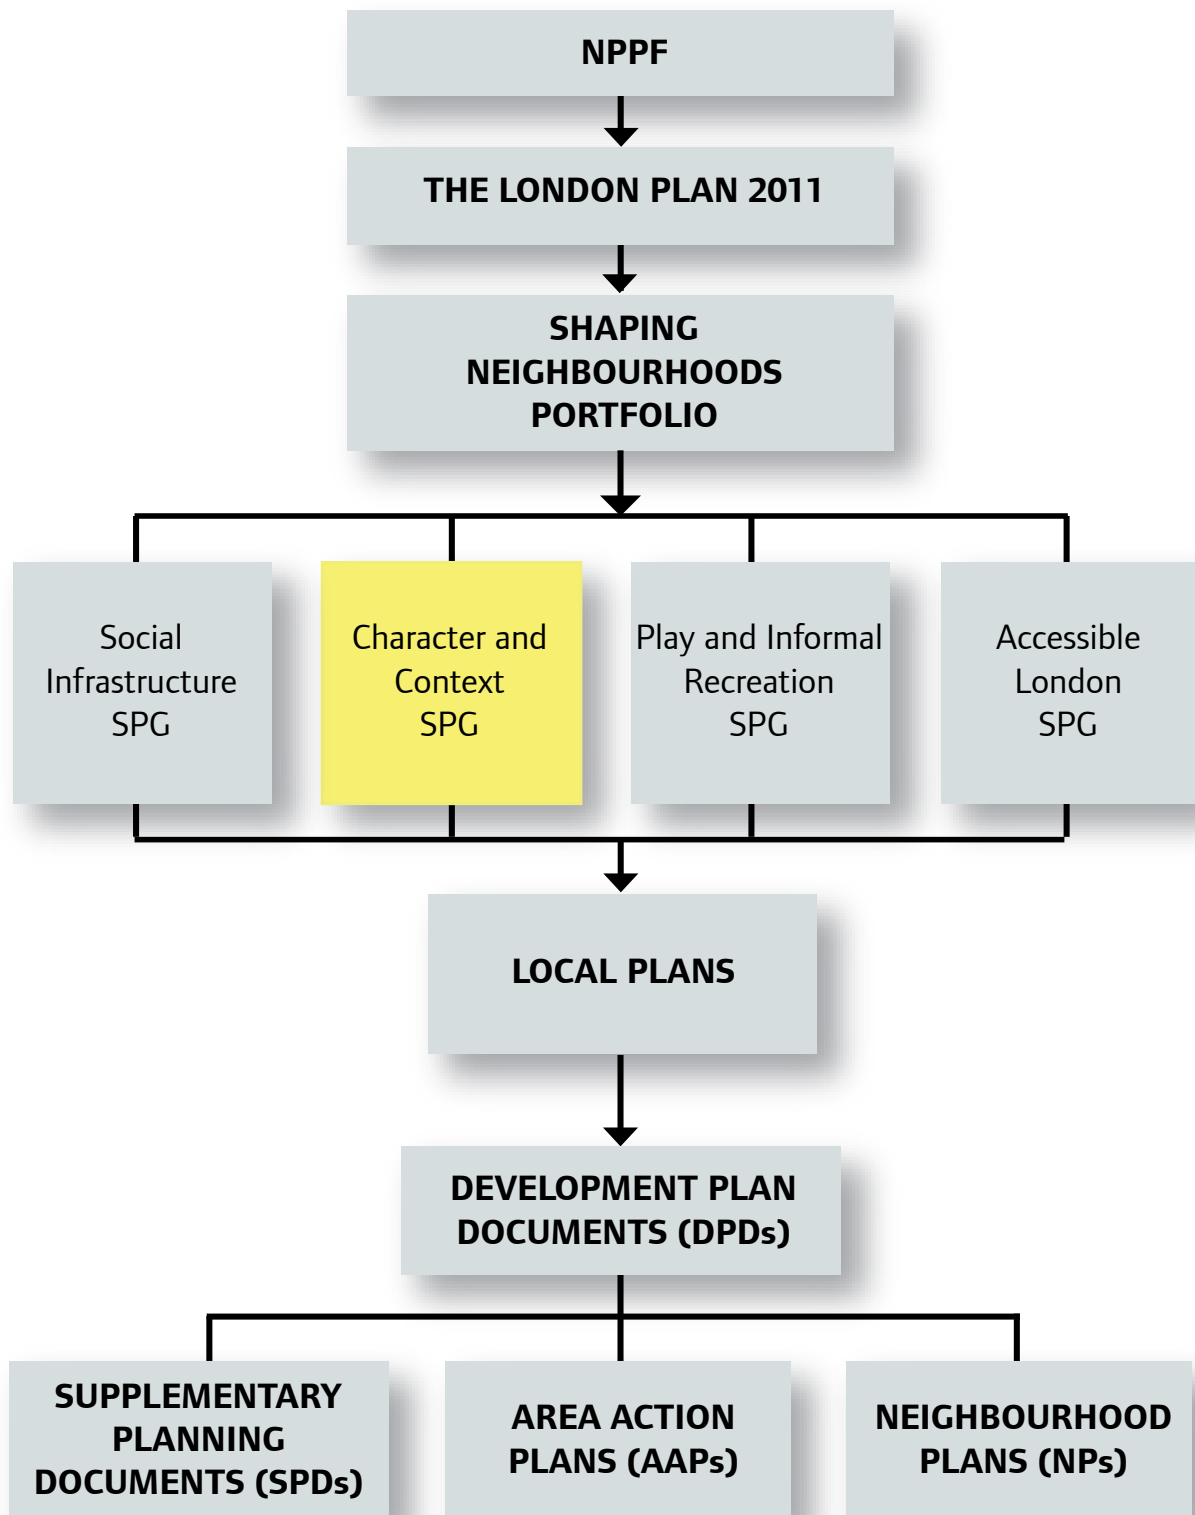 NPPF
THE LONDON PLAN 2011
SHAPING
NEIGHBOURHOODS
PORTFOLIO
Social
Infrastructure
SPG
Character and
Context
SPG
Play and Informal
Recreation
SPG
Accessible
London
SPG
LOCAL PLANS
DEVELOPMENT PLAN
DOCUMENTS (DPDs)
SUPPLEMENTARY
PLANNING
DOCUMENTS (SPDs)
AREA ACTION
PLANS (AAPs)
NEIGHBOURHOOD
PLANS (NPs)